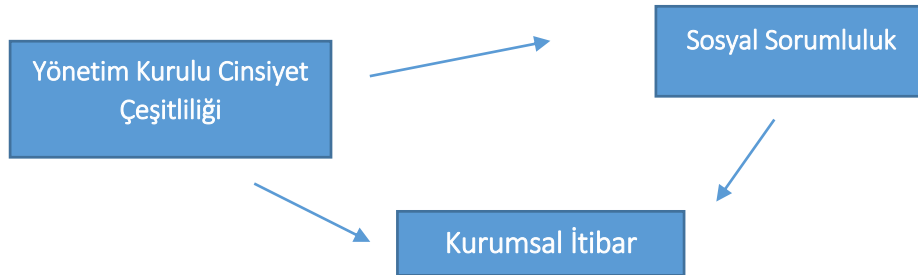 Yönetim Kurulu Cinsiyet
Çeşitliliği
Sosyal Sorumluluk
Kurumsal İtibar